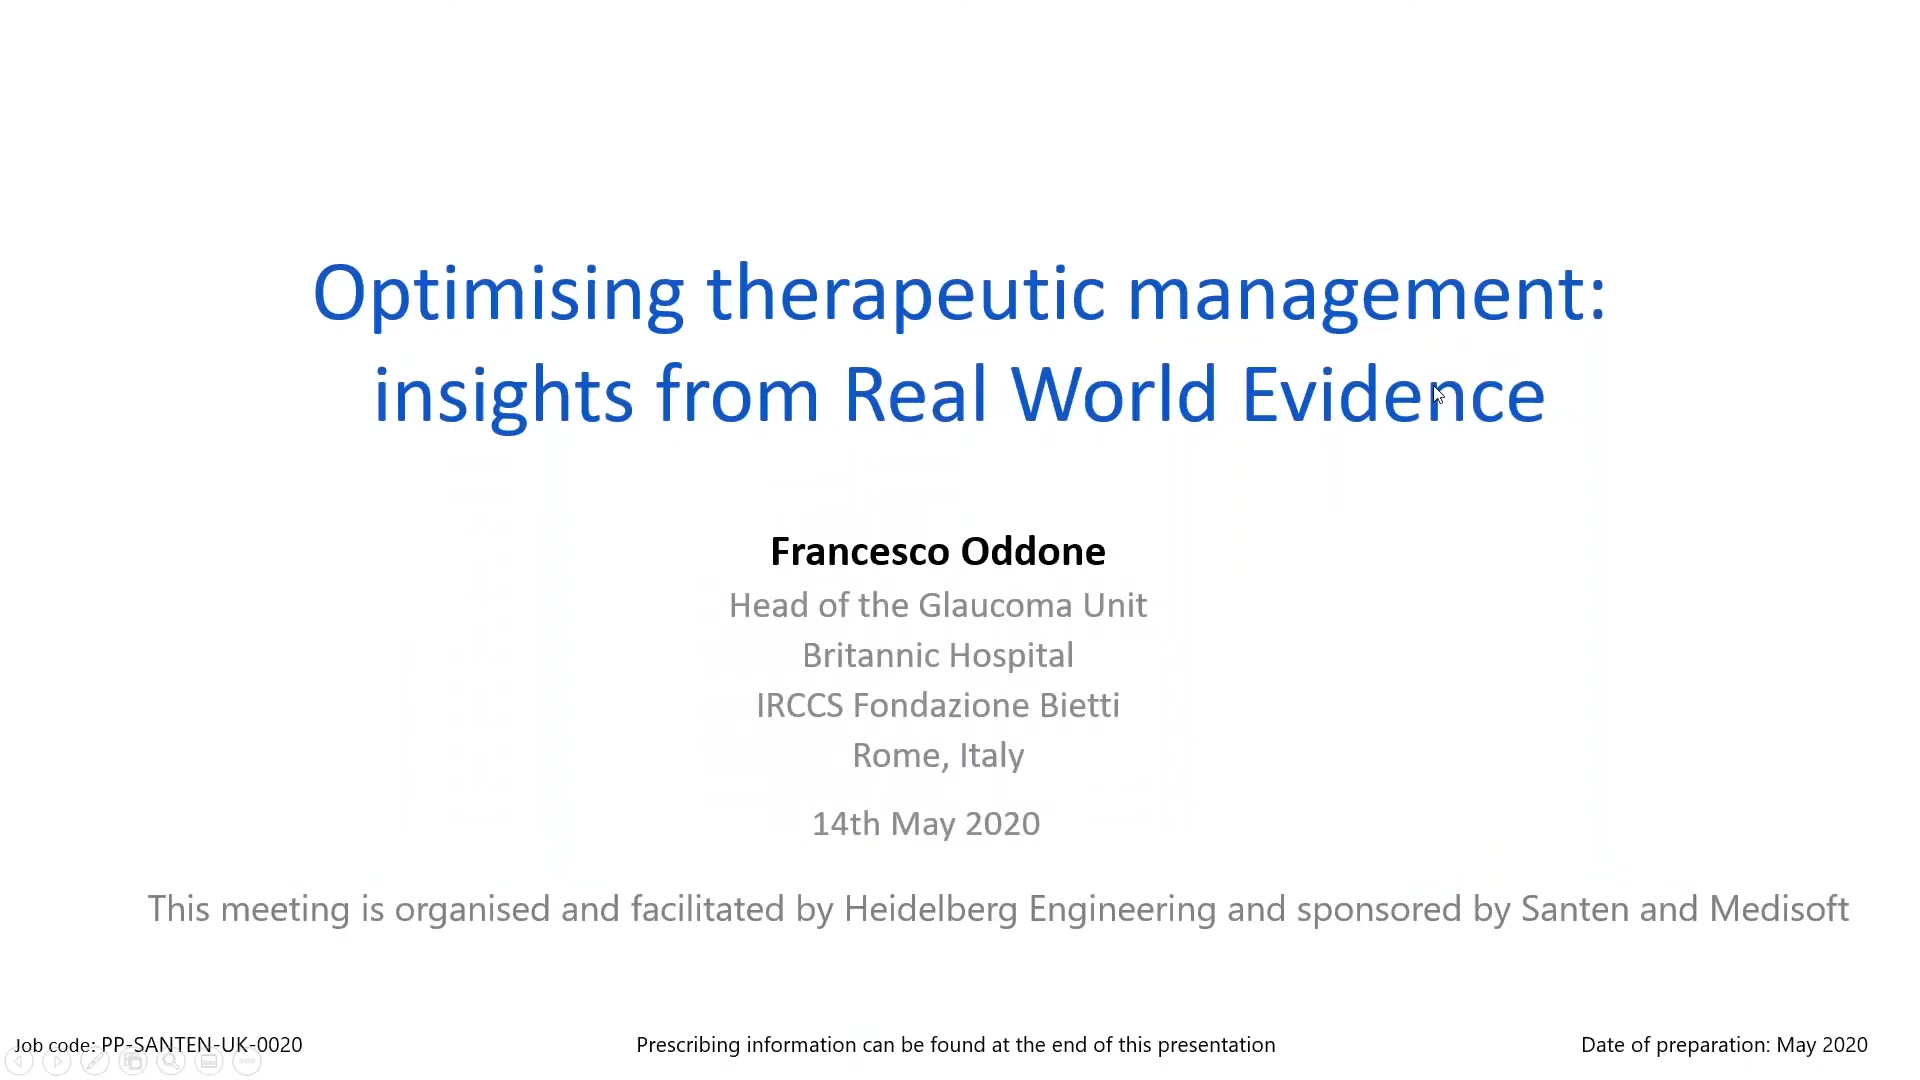 Optimising therapeutic management:
insights from Real World Evidence
Francesco Oddone
Head of the Glaucoma Unit
Britannic Hospital
IRCCS Fondazione Bietti
Rome, Italy
14th May 2020
This meeting is organised and facilitated by Heidelberg Engineering and sponsored by Santen and Medisoft
Job code: PP-SANTEN-UK-0020
Prescribing information can be found at the end of this presentation
Date of preparation: May 2020